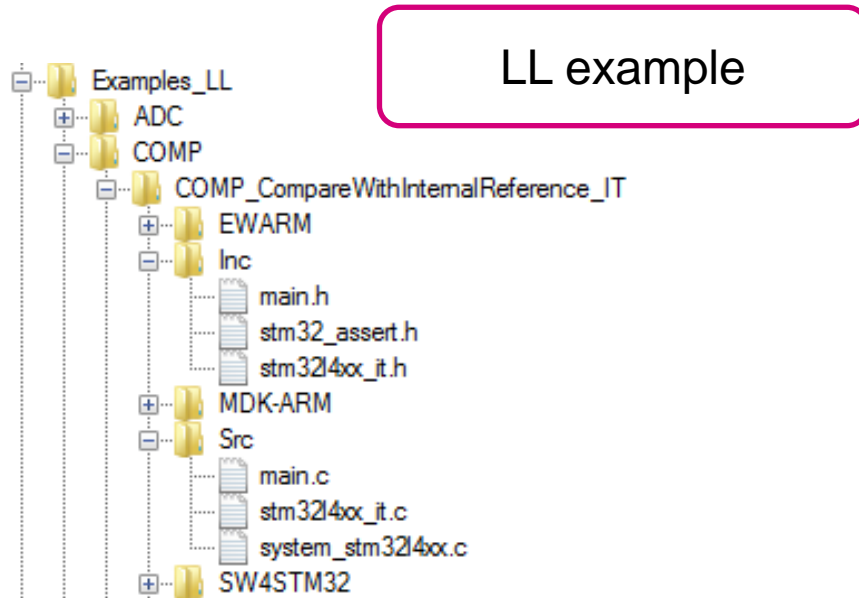 LL example
Examples_LL
ADC
COMP
COMP_CompareWithInternalReference_IT
EWARM
Inc
main.h
stm32_assert.h
stm32l4xx_it.h
MDK-ARM
Src
main.c
stm32l4xx_it.c
system_stm32l4xx.c
SW4STM32